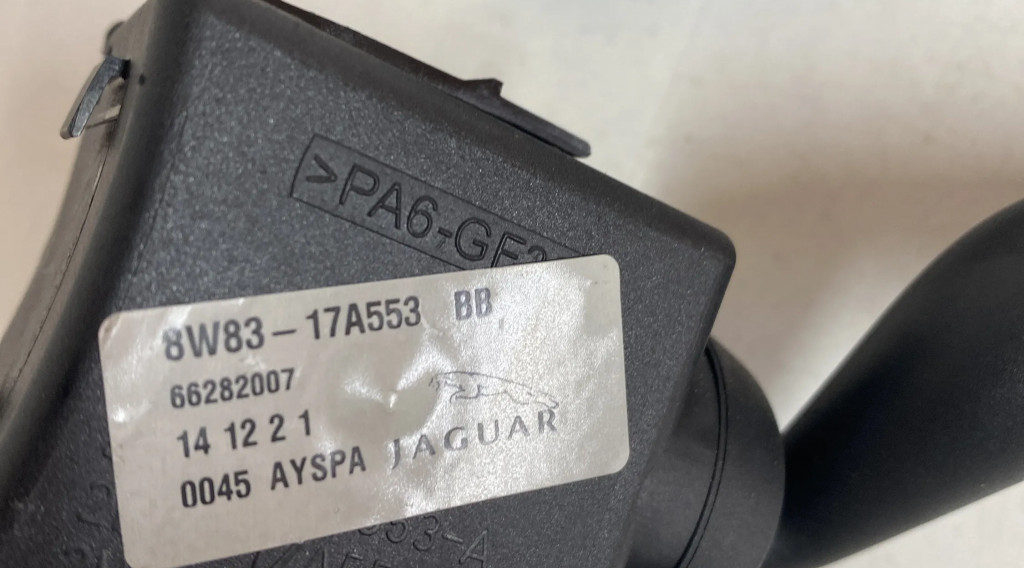 >PA6-GF
8W83-17A553 BB
66282007
14 12 2 1
0045 AYSPA JAGUAR